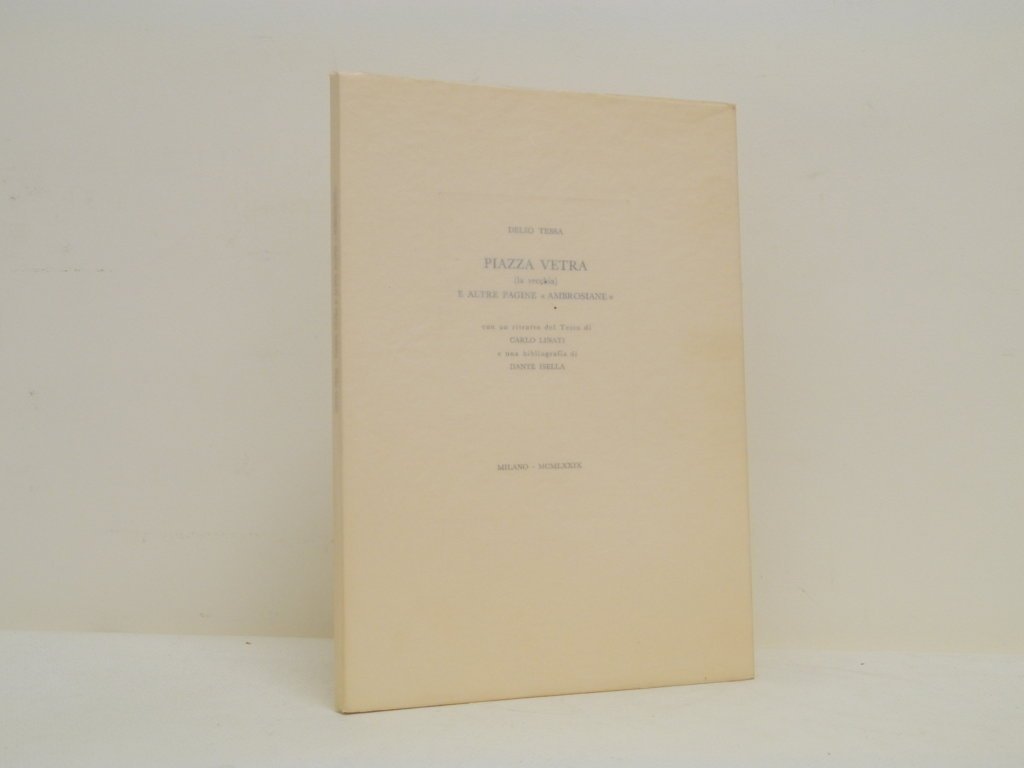 DELIO TESSA
PIAZZA VETRA
(la vecchia)
E ALTRE PAGINE « AMBROSIANE »
con un ritratto del Tessa di
CARLO LINATI
e una bibliografia di
DANTE ISELLA
MILANO - MCMLXXIX